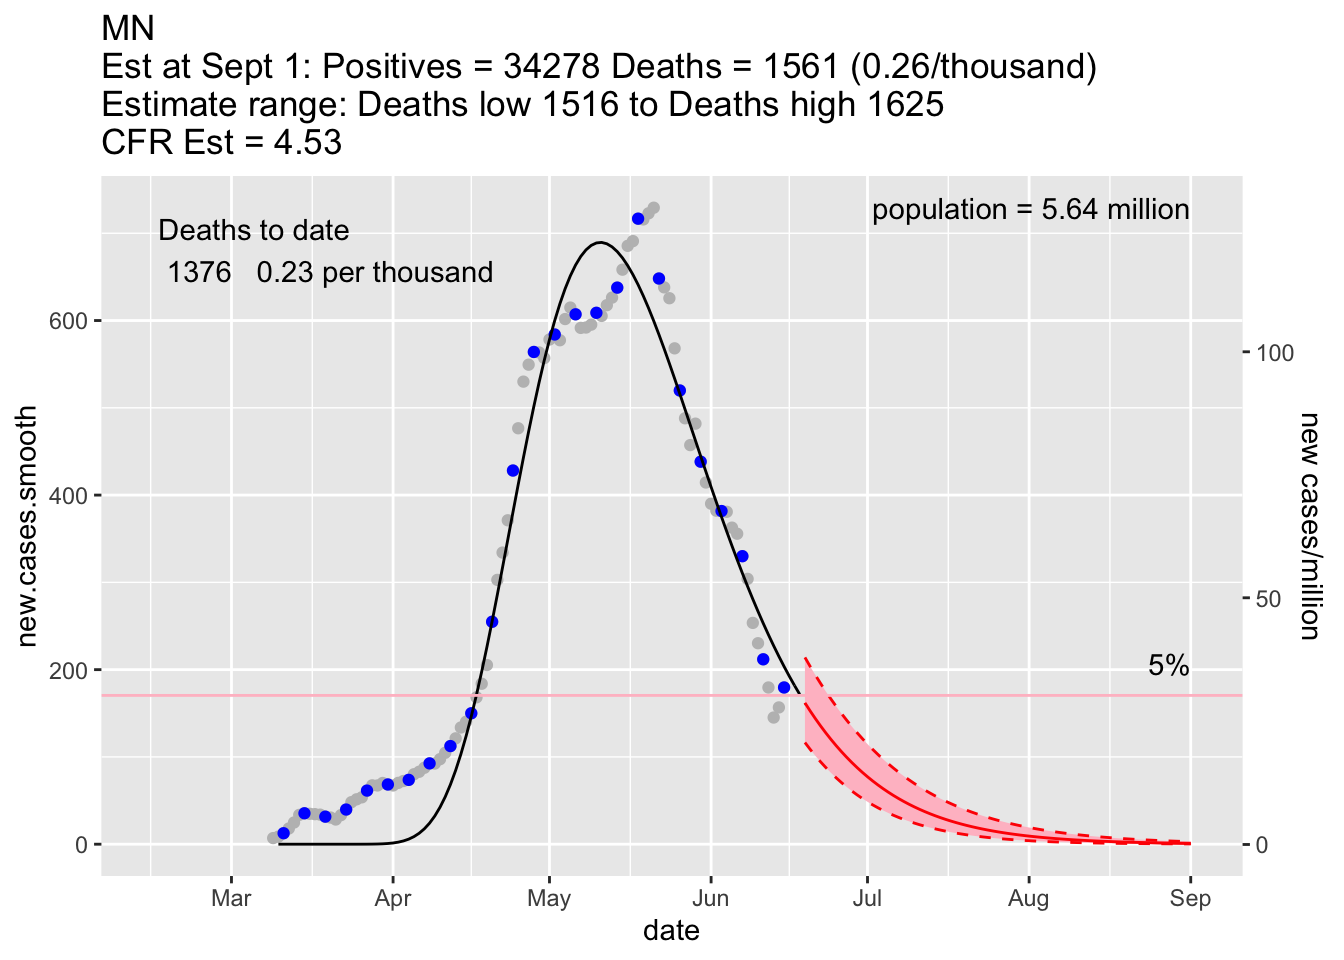 MN
Est at Sept 1: Positives = 34278 Deaths = 1561 (0.26/thousand)
Estimate range: Deaths low 1516 to Deaths high 1625
CFR Est = 4.53
population = 5.64 million
Deaths to date
1376 0.23 per thousand
600
400
200
0
new.cases.smooth
100
50
0
new cases/million
5%
Mar Apr May Jun Jul Aug Sep
date